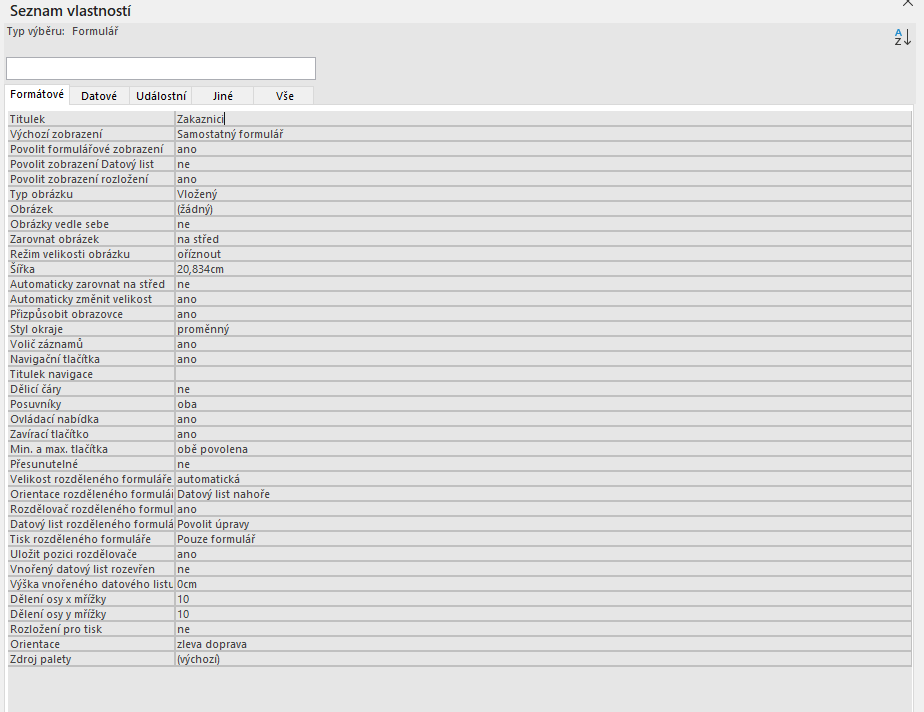 Seznam vlastností
Typ výběru: Formulář
Formátové Datové Událostní Jiné Vše
Titulek Zakaznici
Výchozí zobrazení Samostatný formulář
Povolit formulářové zobrazení ano
Povolit zobrazení Datový list ne
Povolit zobrazení rozložení ano
Typ obrázku Vložený
Obrázek (žádný)
Obrázky vedle sebe ne
Zarovnat obrázek na střed
Režim velikosti obrázku oříznout
Šířka 20,834cm
Automaticky zarovnat na střed ne
Automaticky změnit velikost ano
Přizpůsobit obrazovce ano
Styl okraje proměnný
Volič záznamů ano
Navigační tlačítka ano
Titulek navigace
Dělicí čáry ne
Posuvníky oba
Ovládací nabídka ano
Zavírací tlačítko ano
Min. a max. tlačítka obě povolena
Přesunutelné ne
Velikost rozděleného formuláře automatická
Orientace rozděleného formulář Datový list nahoře
Rozdělovač rozděleného formul ano
Datový list rozděleného formulá Povolit úpravy
Tisk rozděleného formuláře Pouze formulář
Uložit pozici rozdělovače ano
Vnořený datový list rozevřen ne
Výška vnořeného datového listu 0cm
Dělení osy x mřížky 10
Dělení osy y mřížky 10
Rozložení pro tisk ne
Orientace zleva doprava
Zdroj palety (výchozí)